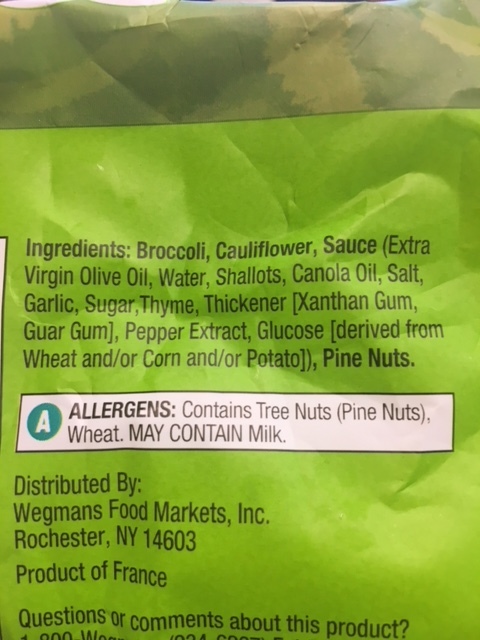 Ingredients: Broccoli, Cauliflower, Sauce (Extra
Virgin Olive Oil, Water, Shallots, Canola Oil, Salt,
Garlic, Sugar,Thyme, Thickener [Xanthan Gum,
Guar Gum], Pepper Extract, Glucose [derived from
Wheat and/or Corn and/or Potato]), Pine Nuts.
A ALLERGENS: Contains Tree Nuts (Pine Nuts),
Wheat. MAY CONTAIN Milk.
Distributed By:
Wegmans Food Markets, Inc.
Rochester, NY 14603
Product of France
Questions or comments about this product?